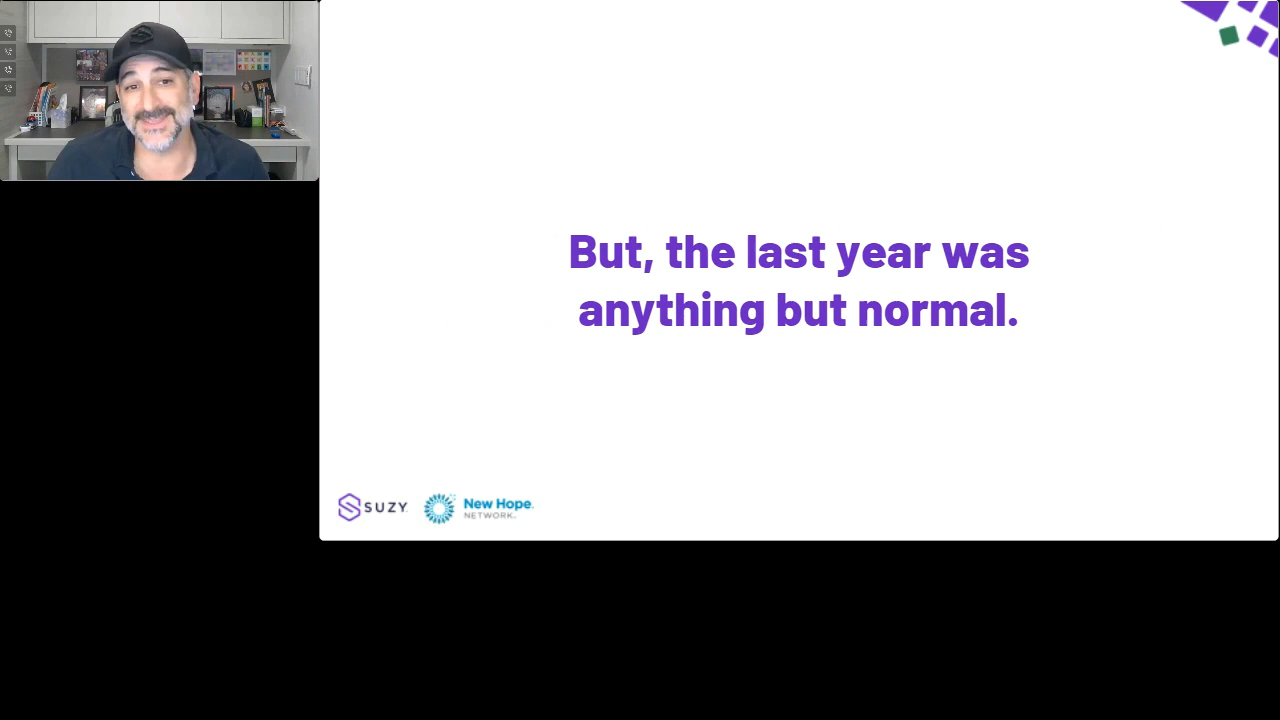 But, the last year was
anything but normal.
SUZY
New Hope
NETWORK